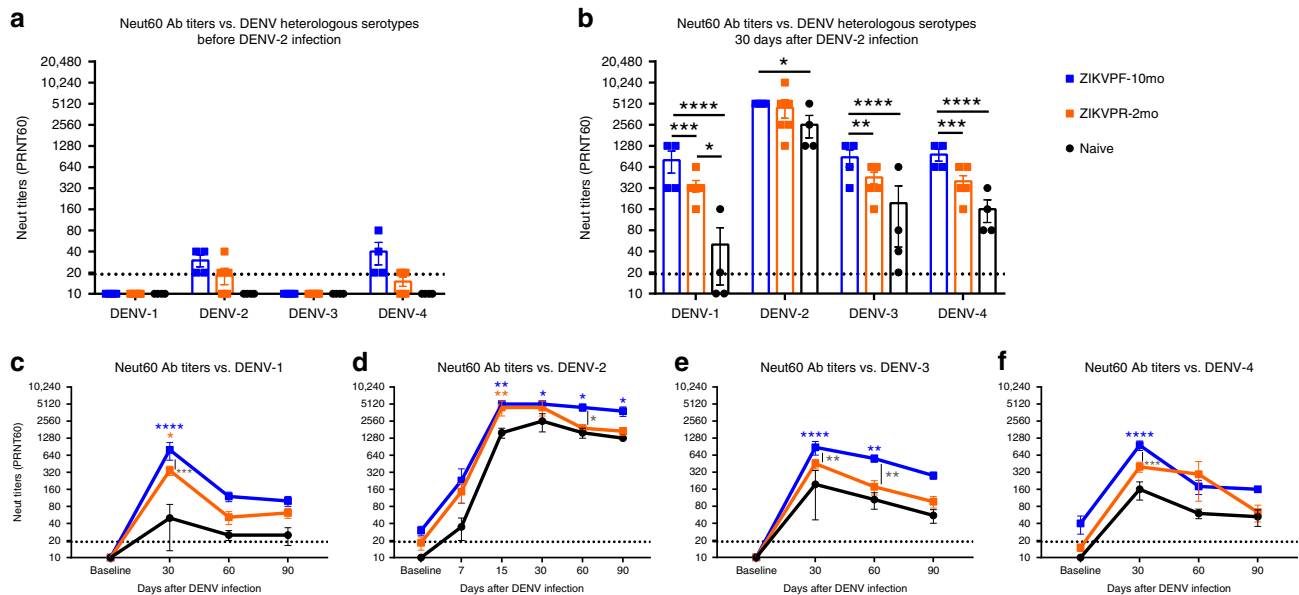 a
Neut60 Ab titers vs. DENV heterologous serotypes
before DENV-2 infection
Neut titers (PRNT60)
20,480
10,240
5120
2560
1280
640
320
160
80
40
20
10
DENV-1 DENV-2 DENV-3 DENV-4
b
Neut60 Ab titers vs. DENV heterologous serotypes
30 days after DENV-2 infection
Neut titers (PRNT60)
20,480
10,240
5120
2560
1280
640
320
160
80
40
20
10
**** *** *
*
**** **
**** ***
DENV-1 DENV-2 DENV-3 DENV-4
ZIKVPF-10mo
ZIKVPR-2mo
Naive
c
Neut60 Ab titers vs. DENV-1
Neut titers (PRNT60)
10,240
5120
2560
1280
640
320
160
80
40
20
10
****
*
***
Baseline 30 60 90
Days after DENV infection
d
Neut60 Ab titers vs. DENV-2
10,240
5120
2560
1280
640
320
160
80
40
20
10
** * * *
**
*
Baseline 7 15 30 60 90
Days after DENV infection
e
Neut60 Ab titers vs. DENV-3
10,240
5120
2560
1280
640
320
160
80
40
20
10
**** **
** **
Baseline 30 60 90
Days after DENV infection
f
Neut60 Ab titers vs. DENV-4
10,240
5120
2560
1280
640
320
160
80
40
20
10
****
***
Baseline 30 60 90
Days after DENV infection